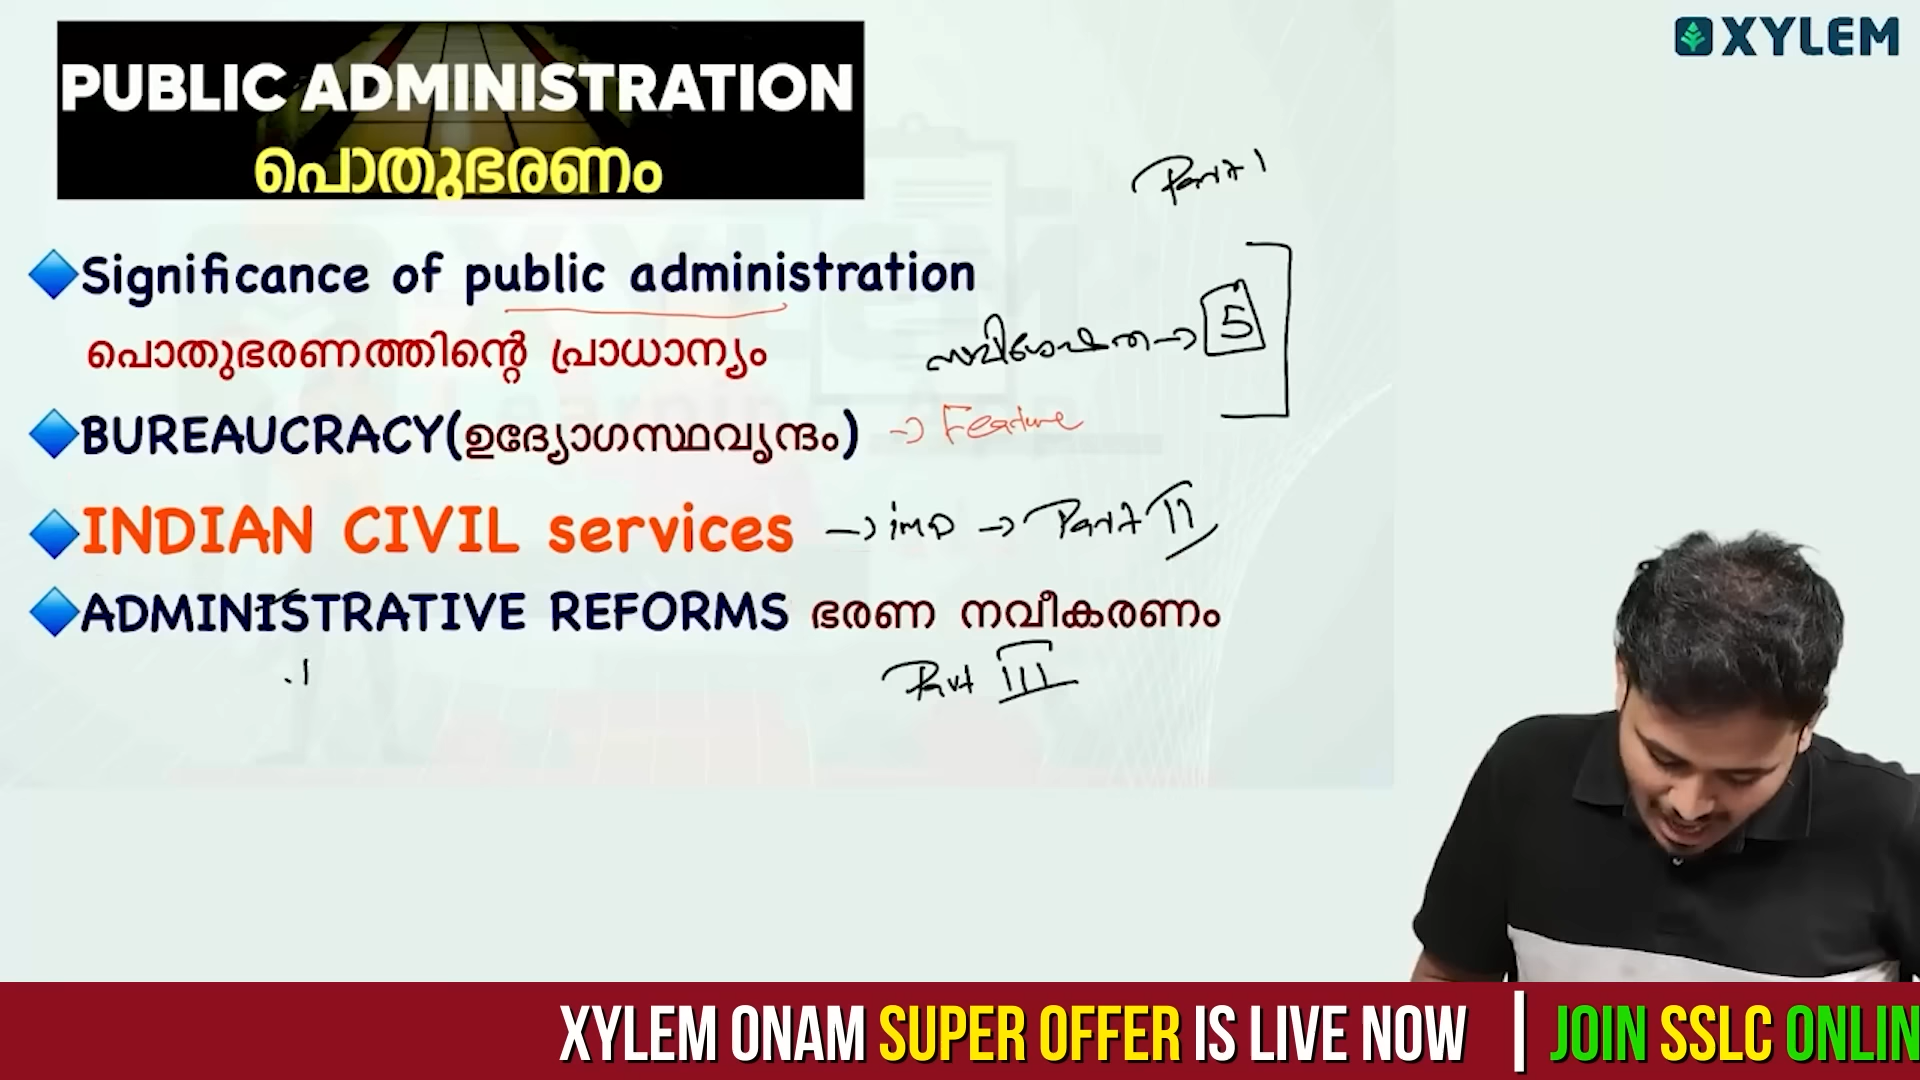 XYLEM
PUBLIC ADMINISTRATION
പൊതുഭരണം
Part 1
Significance of public administration
പൊതുഭരണത്തിന്റെ പ്രാധാന്യം
സവിശേഷത → 5
BUREAUCRACY(ഉദ്യോഗസ്ഥവൃന്ദം) → Feature
INDIAN CIVIL services → imp → Part II
ADMINISTRATIVE REFORMS ഭരണ നവീകരണം
Part III
XYLEM ONAM SUPER OFFER IS LIVE NOW | JOIN SSLC ONLIN